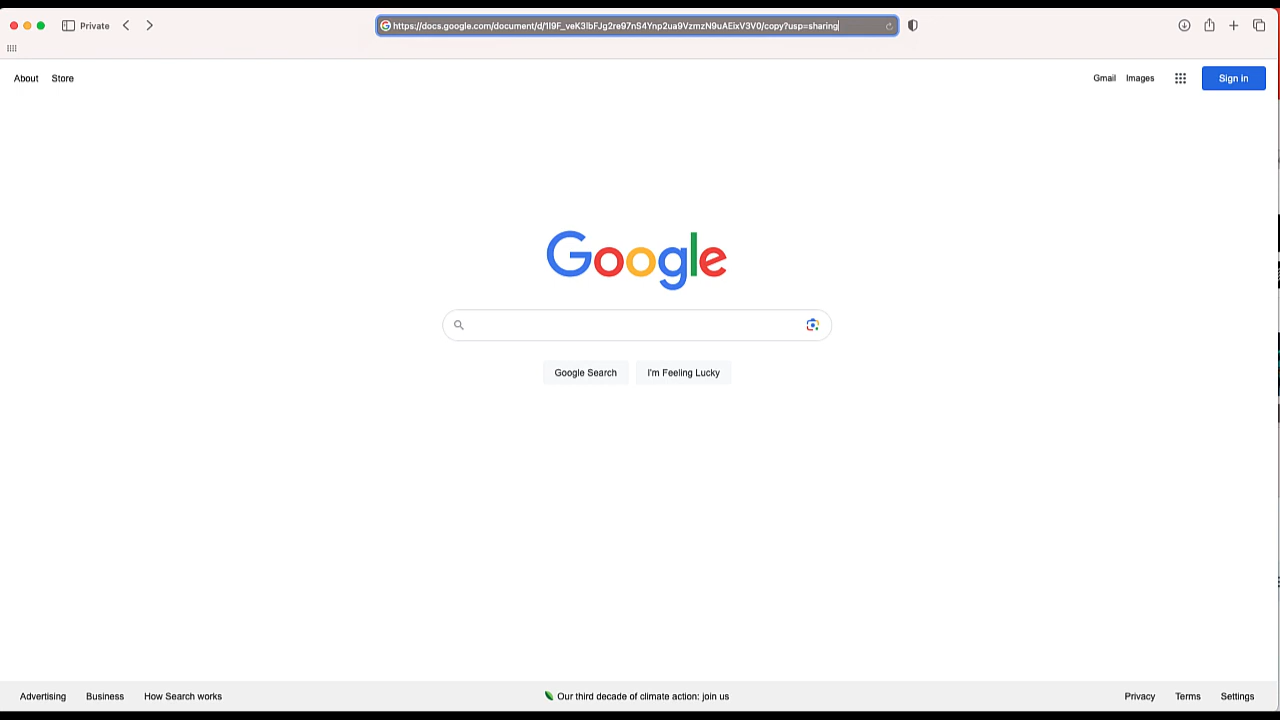 Private
https://docs.google.com/document/d/1I9F_veK3IbFJg2re97nS4Ynp2ua9VzmzN9uAEixV3V0/copy?usp=sharing
About Store
Gmail Images Sign in
Google
Google Search I'm Feeling Lucky
Advertising Business How Search works
Our third decade of climate action: join us
Privacy Terms Settings